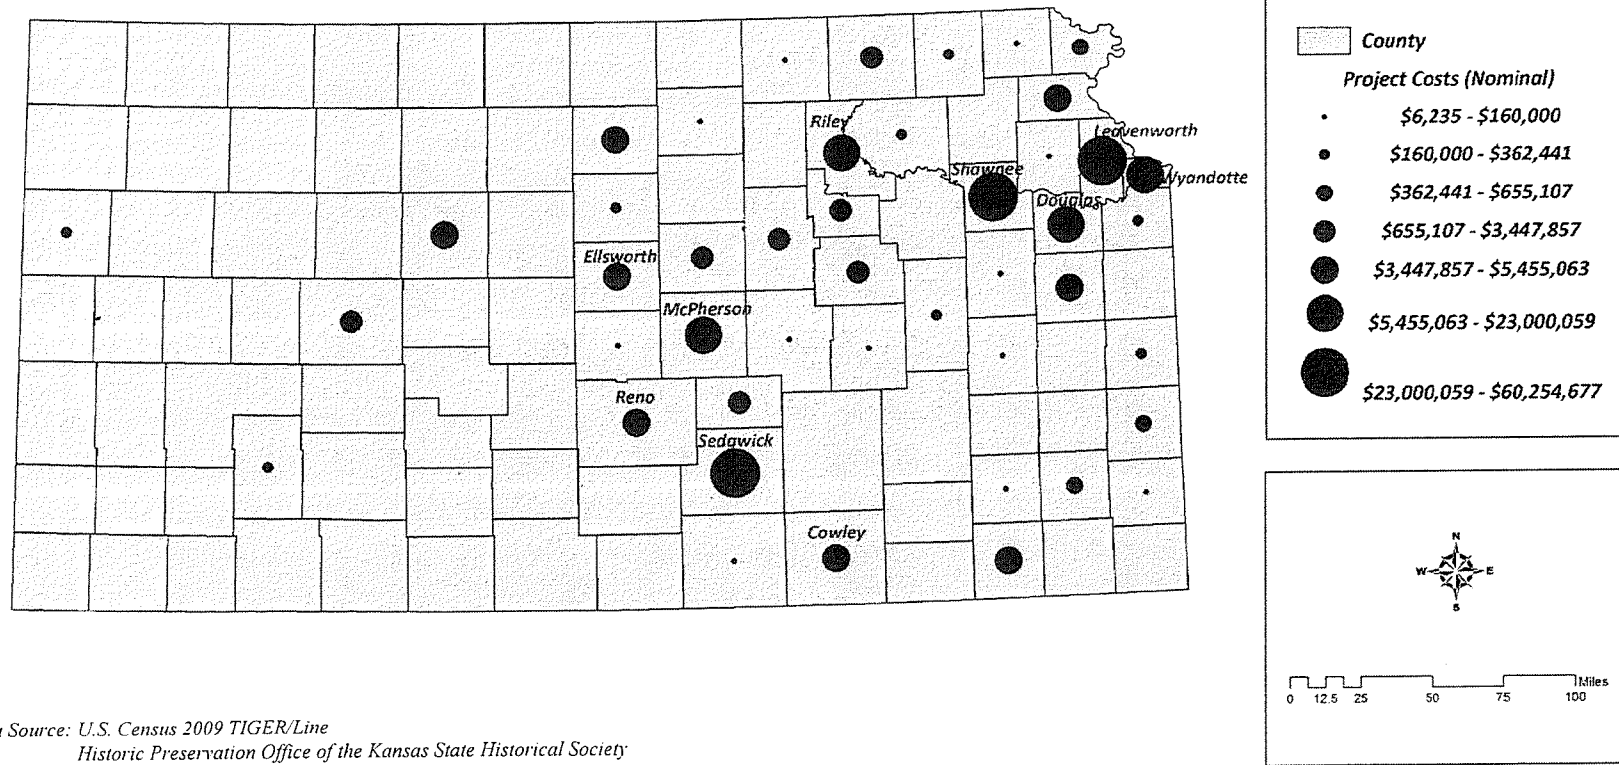 County
Project Costs (Nominal)
$6,235 - $160,000
$160,000 - $362,441
$362,441 - $655,107
$655,107 - $3,447,857
$3,447,857 - $5,455,063
$5,455,063 - $23,000,059
$23,000,059 - $60,254,677
Riley
Leavenworth
Shawnee
Wyandotte
Douglas
Ellsworth
McPherson
Reno
Sedgwick
Cowley
N
W E
S
Miles
0 12.5 25 50 75 100
Source: U.S. Census 2009 TIGER/Line
Historic Preservation Office of the Kansas State Historical Society